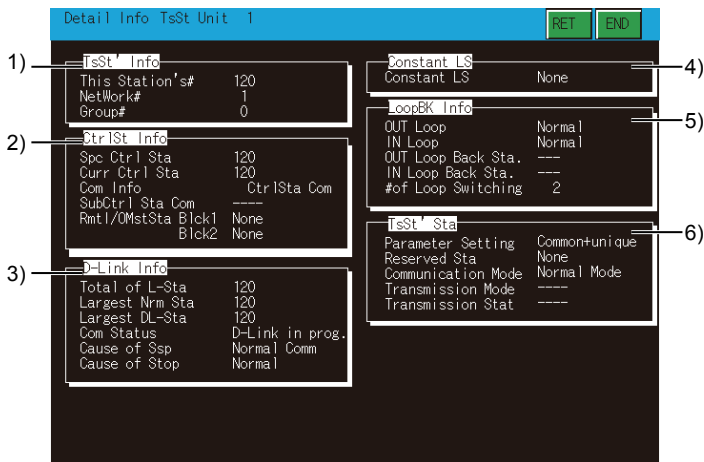 Detail Info TsSt Unit 1
RET
END
1)
TsSt' Info
This Station's# 120
NetWork# 1
Group# 0
2)
CtrlSt Info
Spc Ctrl Sta 120
Curr Ctrl Sta 120
Com Info CtrlSta Com
SubCtrl Sta Com ----
RmtI/OMstSta Blck1 None
Blck2 None
3)
D-Link Info
Total of L-Sta 120
Largest Nrm Sta 120
Largest DL-Sta 120
Com Status D-Link in prog.
Cause of Ssp Normal Comm
Cause of Stop Normal
Constant LS
4)
Constant LS None
LoopBK Info
5)
OUT Loop Normal
IN Loop Normal
OUT Loop Back Sta. ---
IN Loop Back Sta. ---
#of Loop Switching 2
TsSt' Sta
6)
Parameter Setting Common+unique
Reserved Sta None
Communication Mode Normal Mode
Transmission Mode ----
Transmission Stat ----